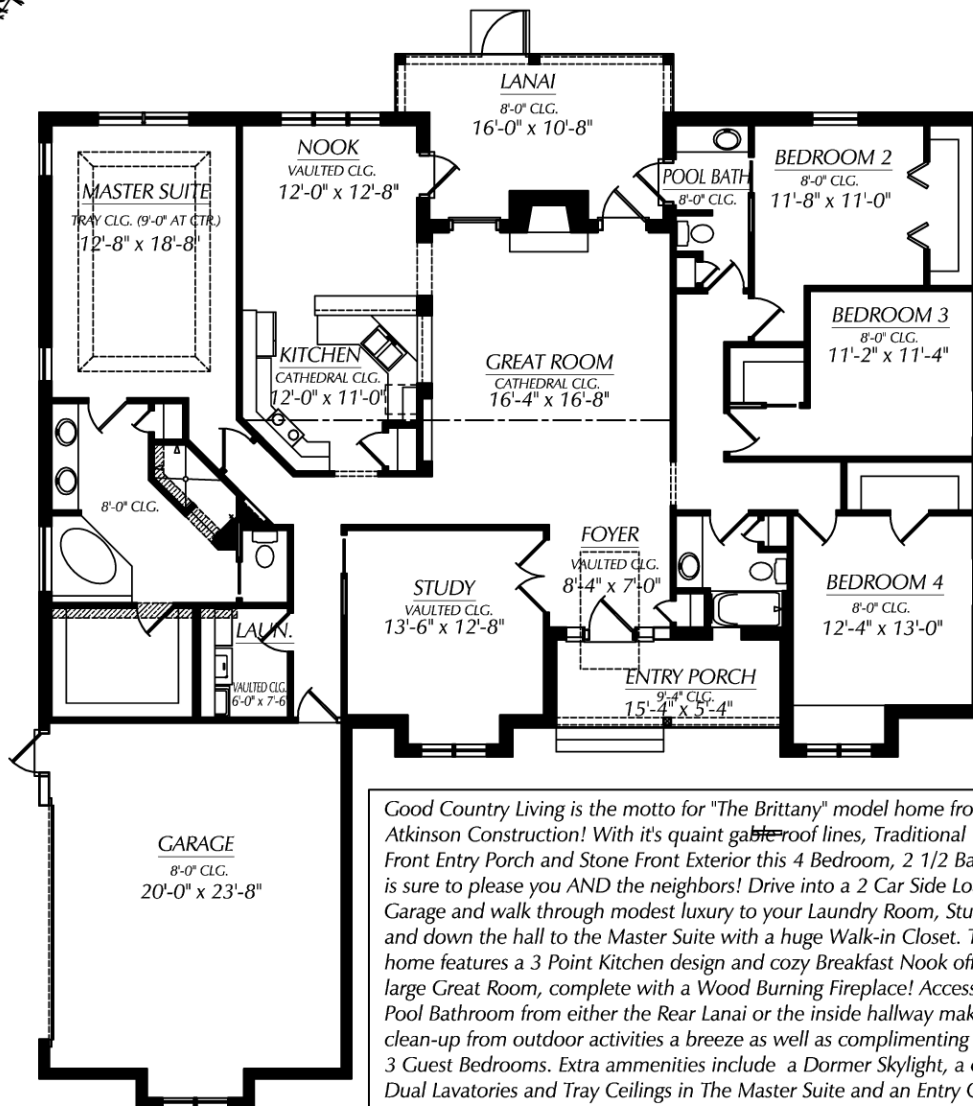 LANAI
8'-0" CLG.
16'-0" x 10'-8"
NOOK
VAULTED CLG.
12'-0" x 12'-8"
MASTER SUITE
TRAY CLG. (9'-0" AT CTR.)
12'-8" x 18'-8"
POOL BATH
8'-0" CLG.
BEDROOM 2
8'-0" CLG.
11'-8" x 11'-0"
BEDROOM 3
8'-0" CLG.
11'-2" x 11'-4"
KITCHEN
CATHEDRAL CLG.
12'-0" x 11'-0"
GREAT ROOM
CATHEDRAL CLG.
16'-4" x 16'-8"
8'-0" CLG.
FOYER
VAULTED CLG.
8'-4" x 7'-0"
STUDY
VAULTED CLG.
13'-6" x 12'-8"
BEDROOM 4
8'-0" CLG.
12'-4" x 13'-0"
LAUN.
VAULTED CLG.
6'-0" x 7'-6"
ENTRY PORCH
9'-4" CLG.
15'-4" x 5'-4"
GARAGE
8'-0" CLG.
20'-0" x 23'-8"
Good Country Living is the motto for "The Brittany" model home fro
Atkinson Construction! With it's quaint gable roof lines, Traditional
Front Entry Porch and Stone Front Exterior this 4 Bedroom, 2 1/2 Ba
is sure to please you AND the neighbors! Drive into a 2 Car Side Lo
Garage and walk through modest luxury to your Laundry Room, Stu
and down the hall to the Master Suite with a huge Walk-in Closet. T
home features a 3 Point Kitchen design and cozy Breakfast Nook off
large Great Room, complete with a Wood Burning Fireplace! Access
Pool Bathroom from either the Rear Lanai or the inside hallway mak
clean-up from outdoor activities a breeze as well as complimenting
3 Guest Bedrooms. Extra ammenities include a Dormer Skylight, a
Dual Lavatories and Tray Ceilings in The Master Suite and an Entry